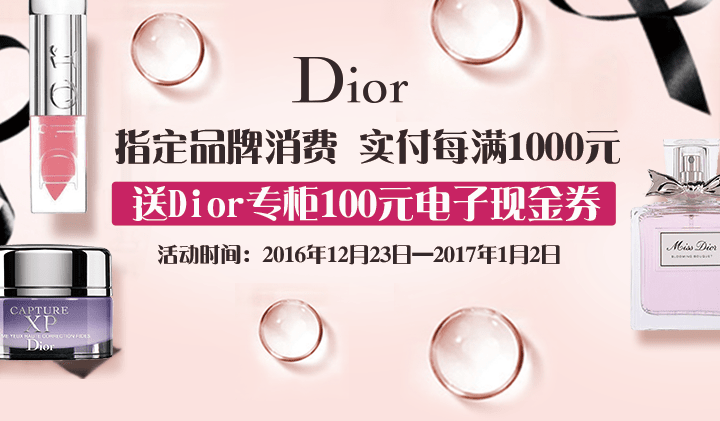 Dior
指定品牌消费 实付每满1000元
送Dior专柜100元电子现金券
活动时间：2016年12月23日—2017年1月2日
Dior
CAPTURE
XP
Dior
Miss Dior
BLOOMING BOUQUET